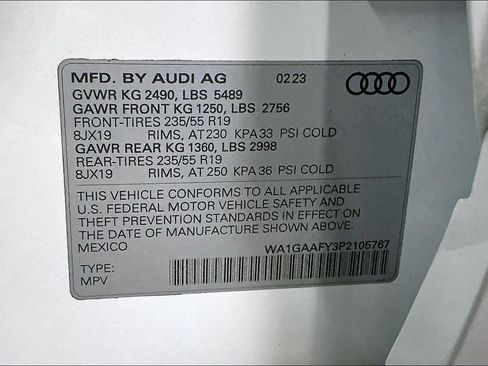 MFD. BY AUDI AG 02 23
GVWR KG 2490, LBS 5489
GAWR FRONT KG 1250, LBS 2756
FRONT-TIRES 235/55 R19
8JX19 RIMS, AT 230 KPA 33 PSI COLD
GAWR REAR KG 1360, LBS 2998
REAR-TIRES 235/55 R19
8JX19 RIMS, AT 250 KPA 36 PSI COLD
THIS VEHICLE CONFORMS TO ALL APPLICABLE
U.S. FEDERAL MOTOR VEHICLE SAFETY AND
THEFT PREVENTION STANDARDS IN EFFECT ON
THE DATE OF MANUFACTURE SHOWN ABOVE.
MEXICO WA1GAAFY3P2105767
TYPE:
MPV